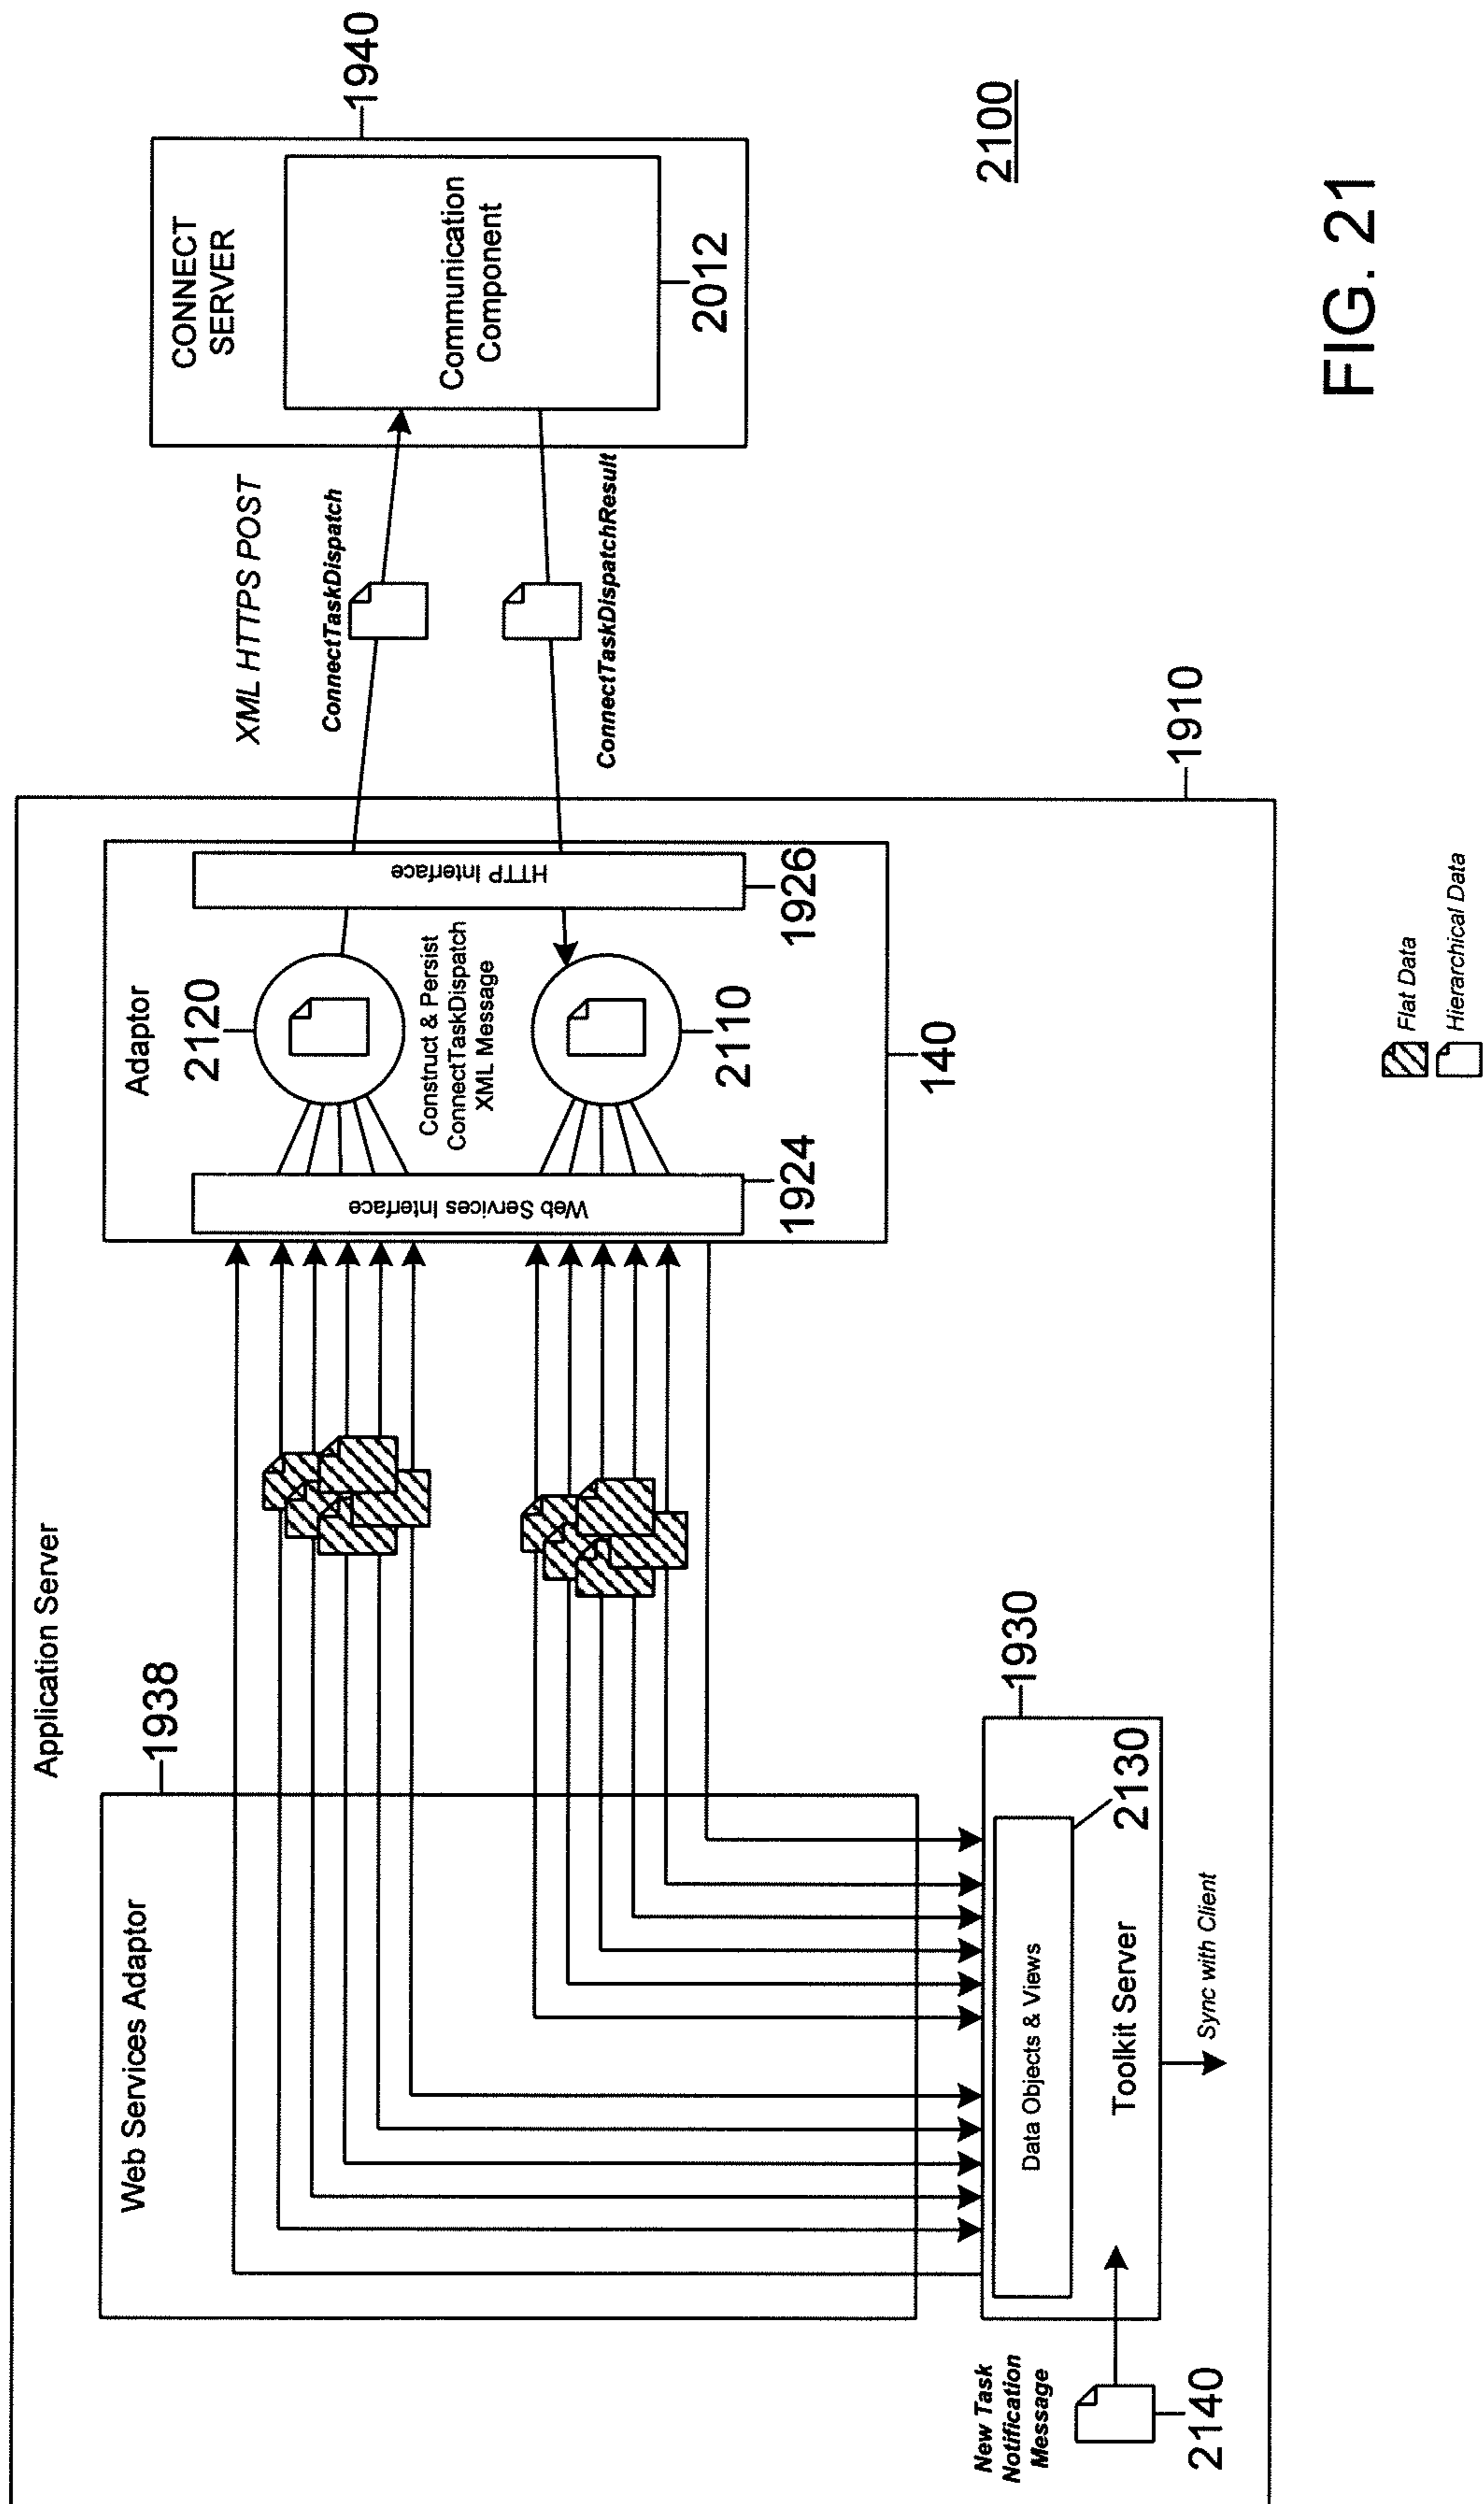 Application Server
Web Services Adaptor
1938
Adaptor
2120
Construct & Persist
ConnectTaskDispatch
XML Message
2110
Web Services Interface
1924
HTTP Interface
1926
140
XML HTTPS POST
ConnectTaskDispatch
ConnectTaskDispatchResult
CONNECT
SERVER
1940
Communication
Component
2012
New Task
Notification
Message
2140
Data Objects & Views
2130
Toolkit Server
1930
Sync with Client
1910
2100
Flat Data
Hierarchical Data
FIG. 21